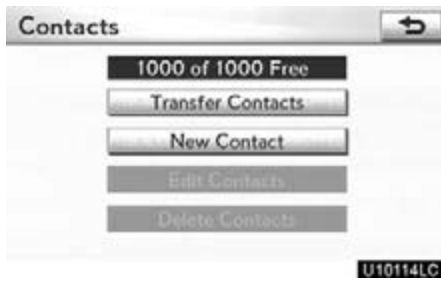 Contacts
1000 of 1000 Free
Transfer Contacts
New Contact
Edit Contacts
Delete Contacts
U10114LC